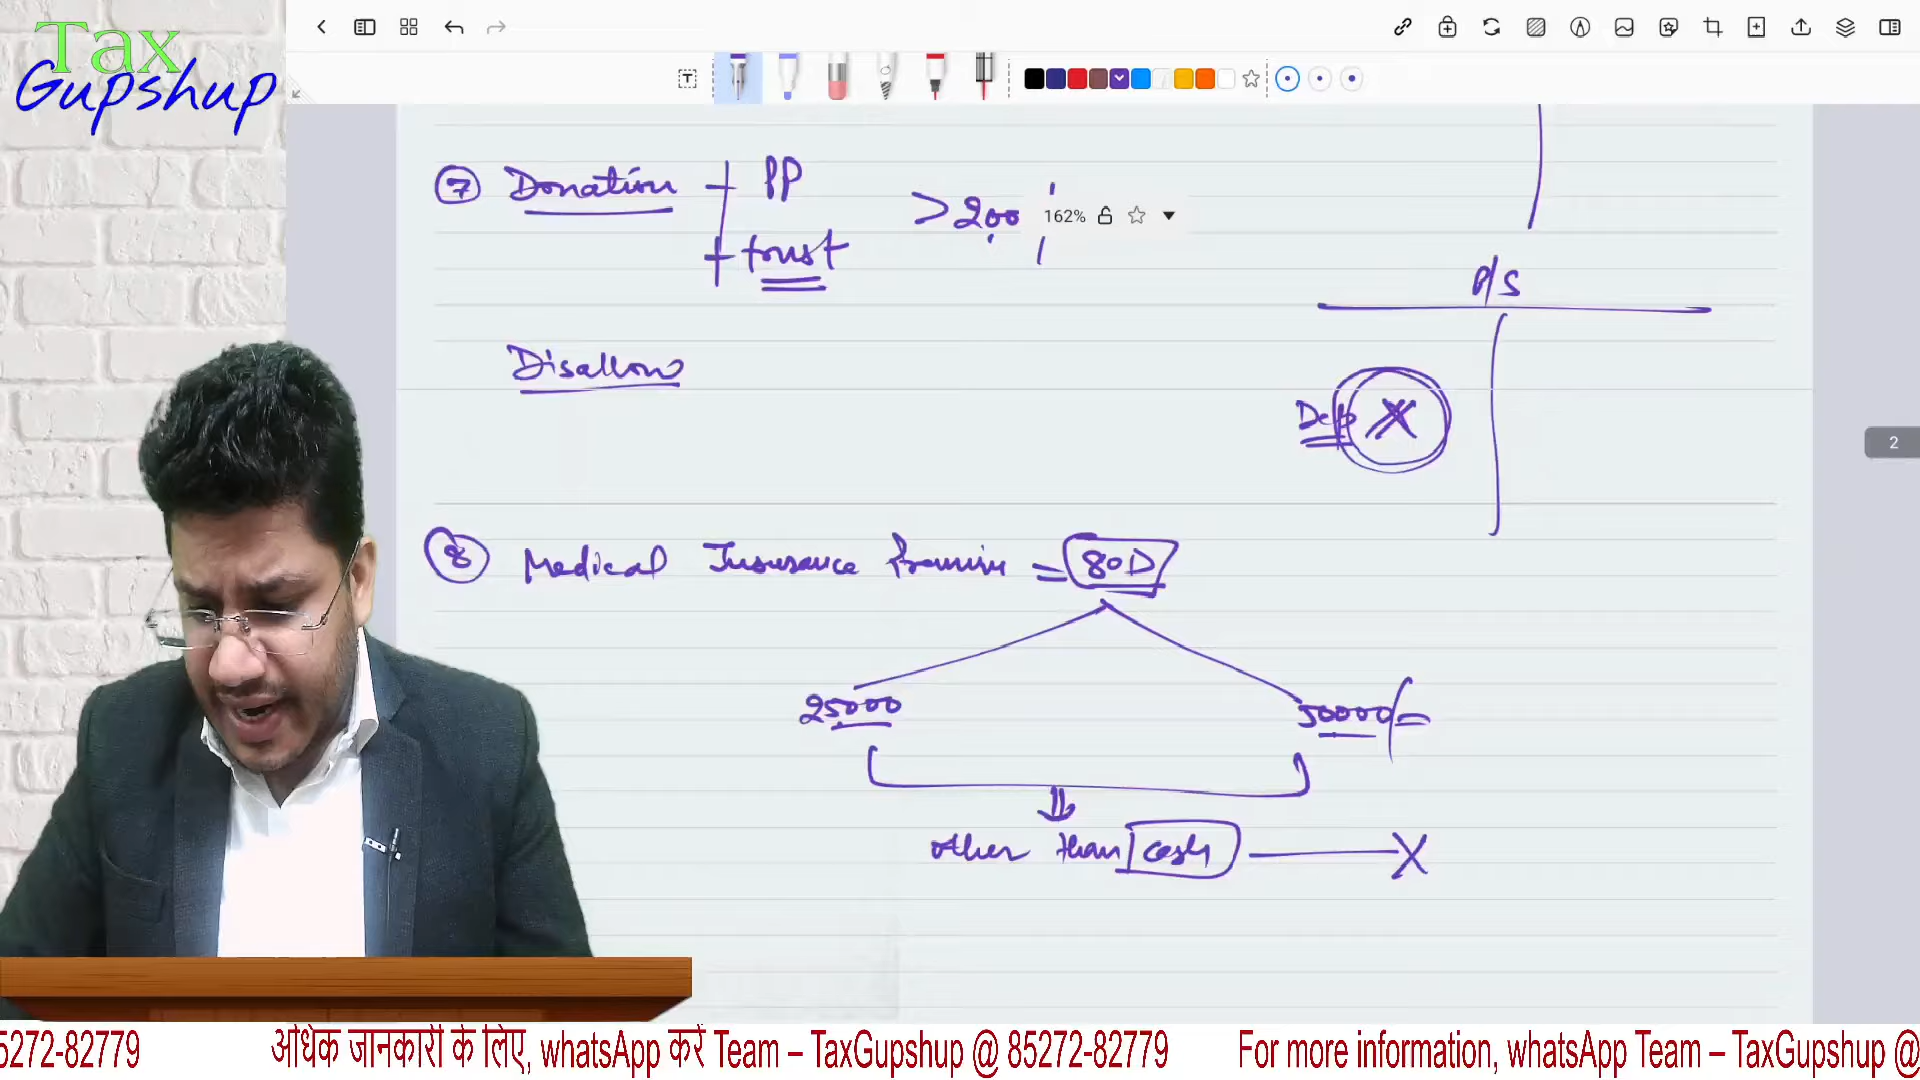 Tax
Gupshup
162%
⑦ Donation PP
trust
>200
P/S
Disallow
X
2
⑧ Medical Insurance Premium = 80D
25000 50000/=
other than cash X
5272-82779 अधिक जानकारी के लिए, whatsApp करें Team – TaxGupshup @ 85272-82779 For more information, whatsApp Team – TaxGupshup @